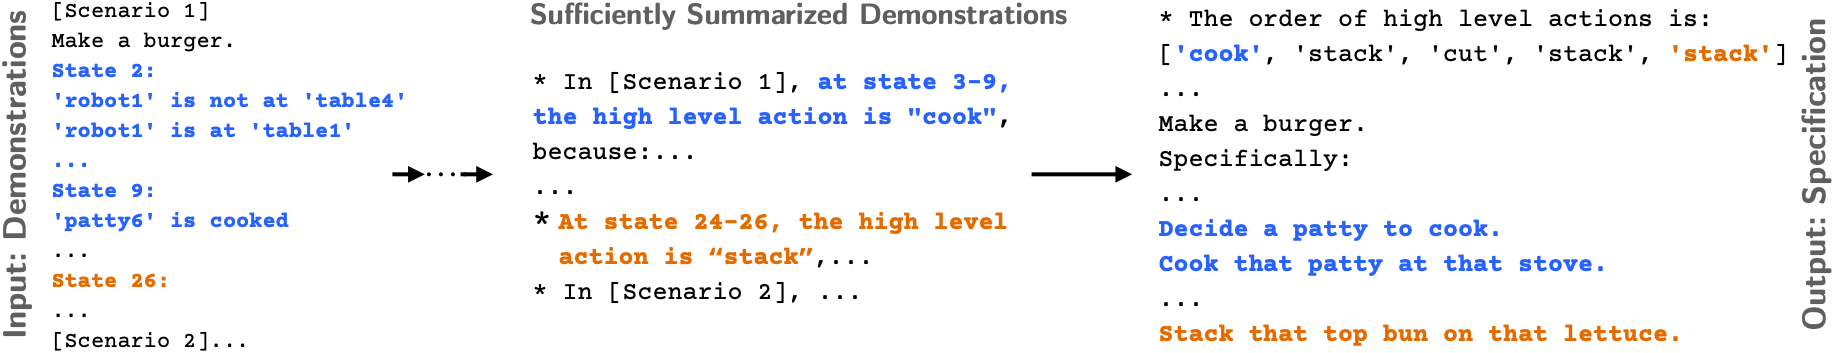 Input: Demonstrations
[Scenario 1]
Make a burger.
State 2:
'robot1' is not at 'table4'
'robot1' is at 'table1'
...
State 9:
'patty6' is cooked
...
State 26:
...
[Scenario 2]...
Sufficiently Summarized Demonstrations
* In [Scenario 1], at state 3-9,
the high level action is "cook",
because:...
...
* At state 24-26, the high level
action is “stack”,...
* In [Scenario 2], ...
* The order of high level actions is:
['cook', 'stack', 'cut', 'stack', 'stack']
...
Make a burger.
Specifically:
...
Decide a patty to cook.
Cook that patty at that stove.
...
Stack that top bun on that lettuce.
Output: Specification